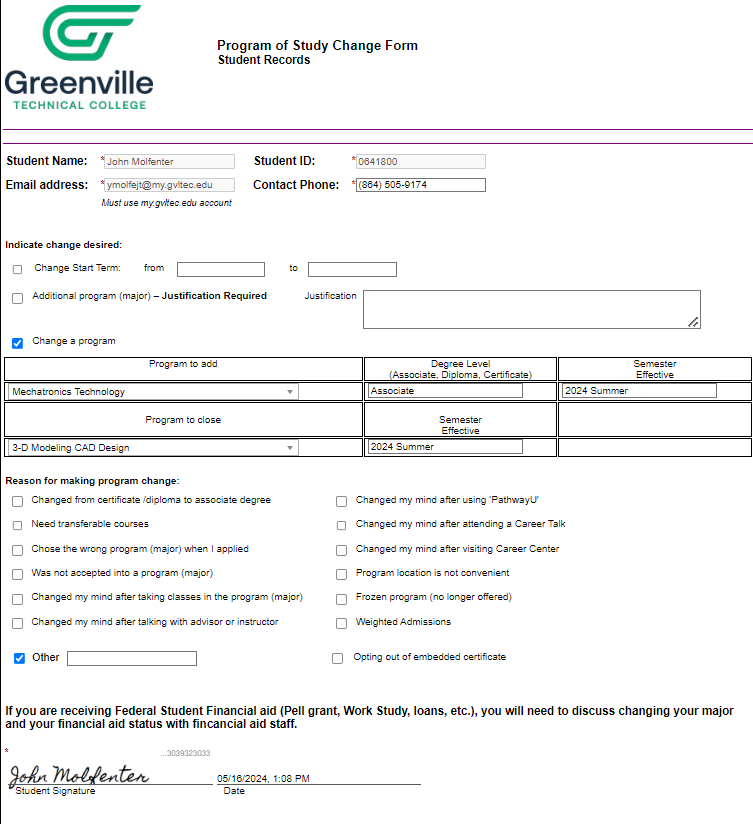 Greenville
TECHNICAL COLLEGE
Program of Study Change Form
Student Records
Student Name: * John Molfenter Student ID: * 0641800
Email address: * ymolfejt@my.gvltec.edu Contact Phone: * (864) 505-9174
Must use my.gvltec.edu account
Indicate change desired:
Change Start Term: from to
Additional program (major) – Justification Required Justification
Change a program
Program to add Degree Level (Associate, Diploma, Certificate) Semester Effective
Mechatronics Technology Associate 2024 Summer
Program to close Semester Effective
3-D Modeling CAD Design 2024 Summer
Reason for making program change:
Changed from certificate /diploma to associate degree Changed my mind after using 'PathwayU'
Need transferable courses Changed my mind after attending a Career Talk
Chose the wrong program (major) when I applied Changed my mind after visiting Career Center
Was not accepted into a program (major) Program location is not convenient
Changed my mind after taking classes in the program (major) Frozen program (no longer offered)
Changed my mind after talking with advisor or instructor Weighted Admissions
Other Opting out of embedded certificate
If you are receiving Federal Student Financial aid (Pell grant, Work Study, loans, etc.), you will need to discuss changing your major
and your financial aid status with fincancial aid staff.
* ...3039323033
John Molfenter 05/16/2024, 1:08 PM
Student Signature Date